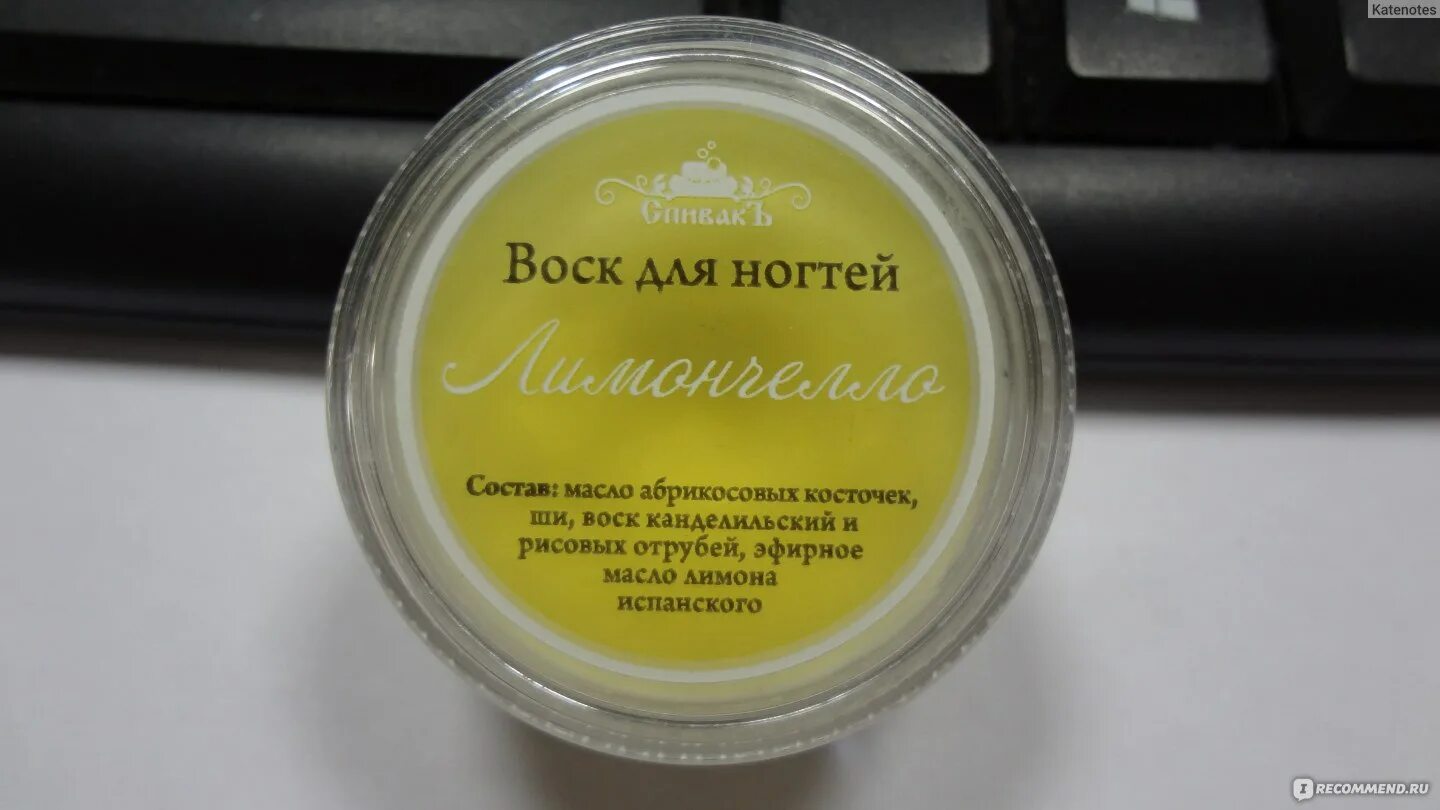 Katenotes
СпивакЪ
Воск для ногтей
Лимончелло
Состав: масло абрикосовых косточек,
ши, воск канделильский и
рисовых отрубей, эфирное
масло лимона
испанского
IRECOMMEND.RU